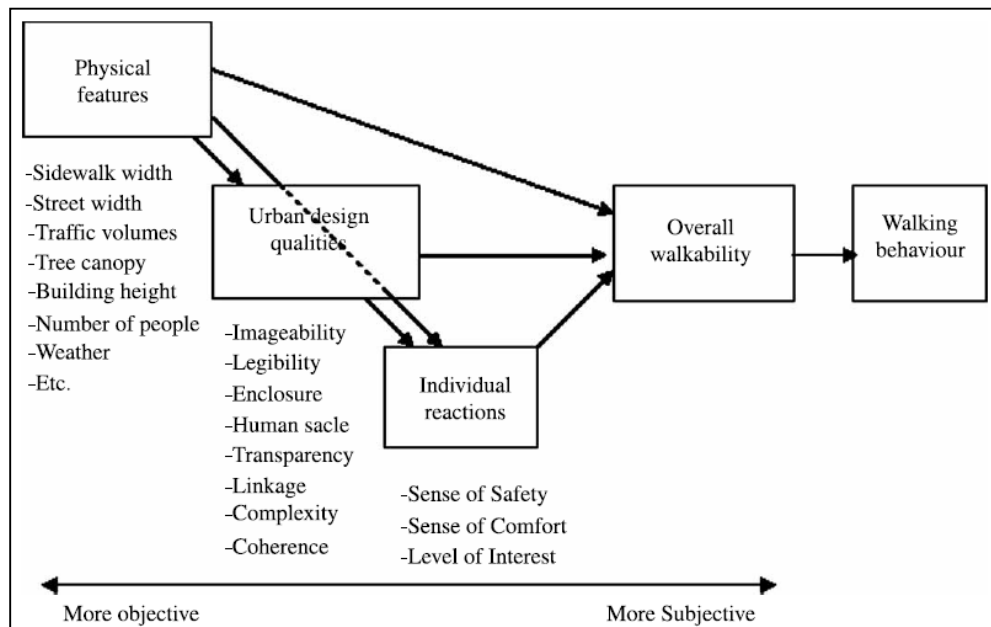 Physical
features
-Sidewalk width
-Street width
-Traffic volumes
-Tree canopy
-Building height
-Number of people
-Weather
-Etc.
Urban design
qualities
-Imageability
-Legibility
-Enclosure
-Human sacle
-Transparency
-Linkage
-Complexity
-Coherence
Individual
reactions
-Sense of Safety
-Sense of Comfort
-Level of Interest
Overall
walkability
Walking
behaviour
More objective
More Subjective